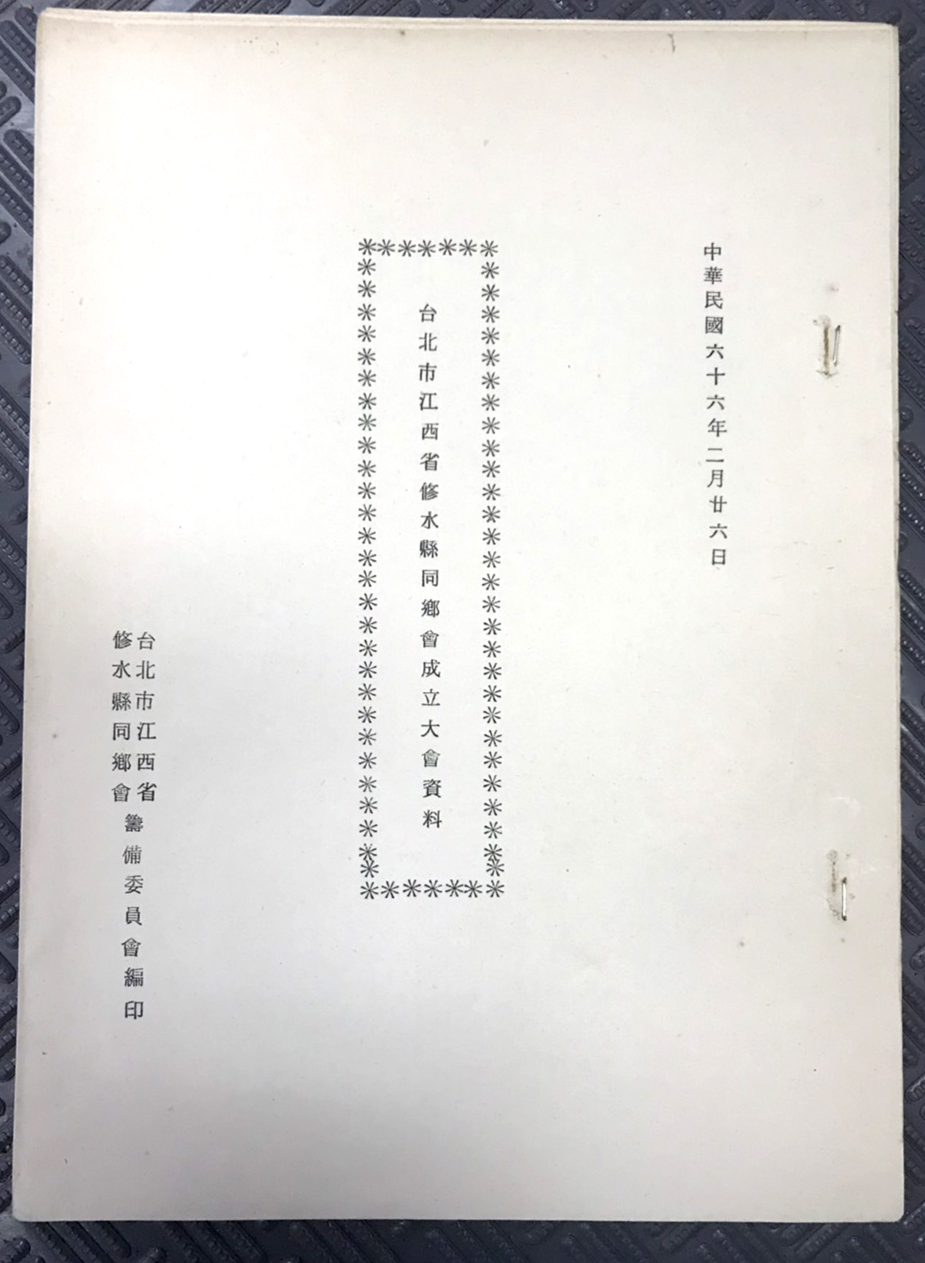 中華民國六十六年二月廿六日
台北市江西省修水縣同鄉會成立大會資料
台北市江西省
修水縣同鄉會
籌備委員會編印